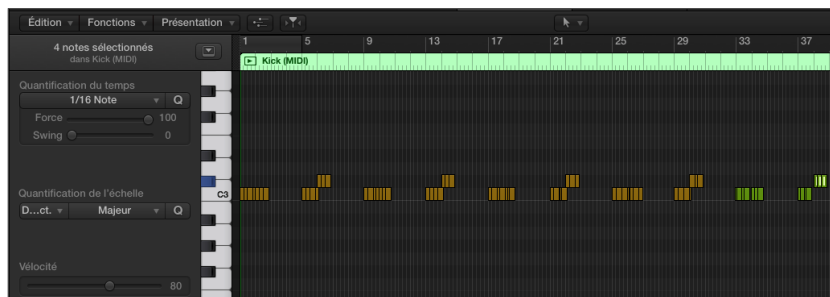 Édition Fonctions Présentation
4 notes sélectionnés
dans Kick (MIDI)
1 5 9 13 17 21 25 29 33 37
Kick (MIDI)
Quantification du temps
1/16 Note Q
Force 100
Swing 0
Quantification de l'échelle
C3
D...ct. Majeur Q
Vélocité
80